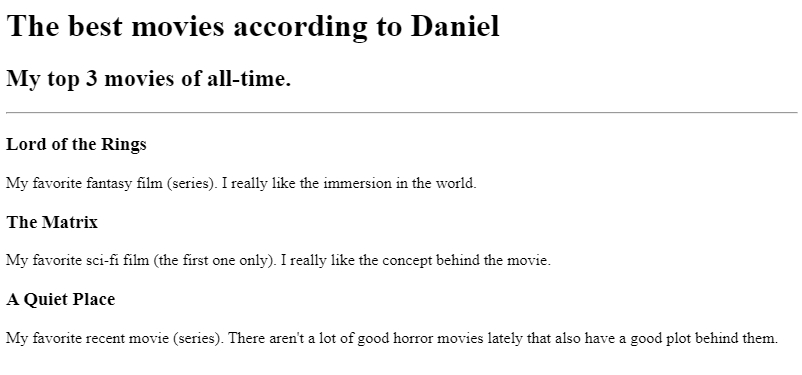 The best movies according to Daniel
My top 3 movies of all-time.
Lord of the Rings
My favorite fantasy film (series). I really like the immersion in the world.
The Matrix
My favorite sci-fi film (the first one only). I really like the concept behind the movie.
A Quiet Place
My favorite recent movie (series). There aren't a lot of good horror movies lately that also have a good plot behind them.